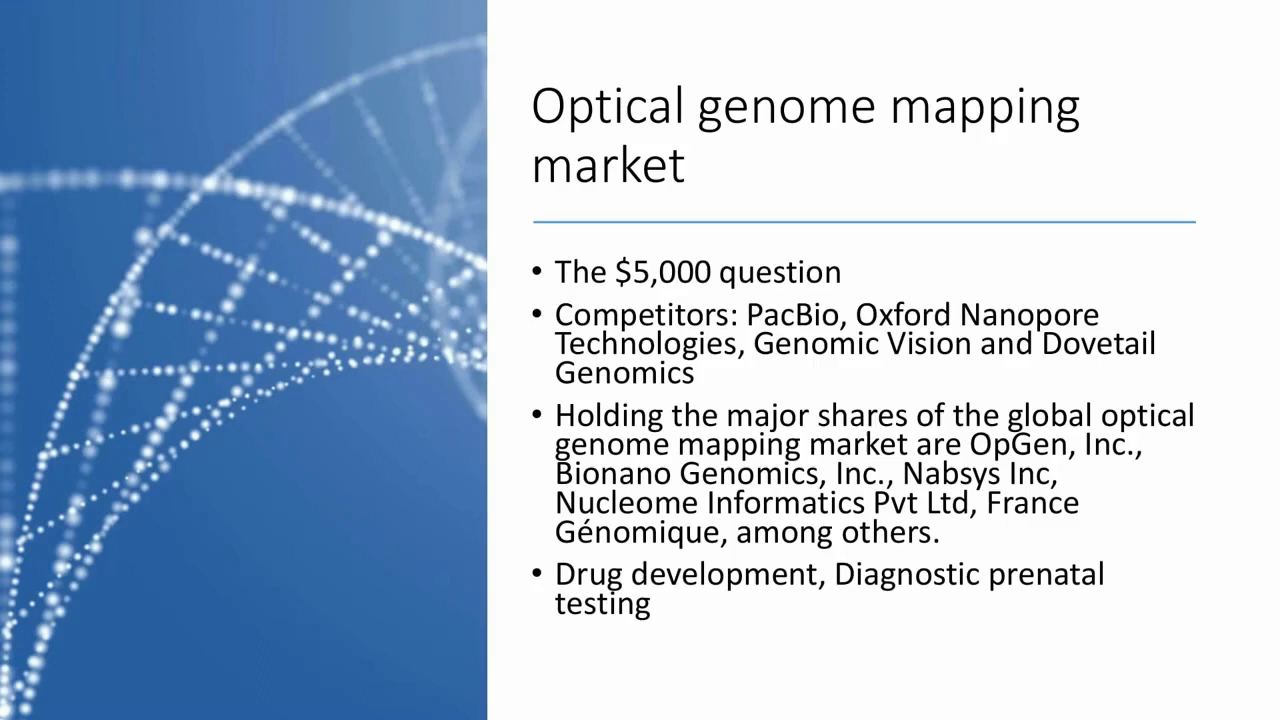 Optical genome mapping
market
• The $5,000 question
• Competitors: PacBio, Oxford Nanopore
Technologies, Genomic Vision and Dovetail
Genomics
• Holding the major shares of the global optical
genome mapping market are OpGen, Inc.,
Bionano Genomics, Inc., Nabsys Inc,
Nucleome Informatics Pvt Ltd, France
Génomique, among others.
• Drug development, Diagnostic prenatal
testing